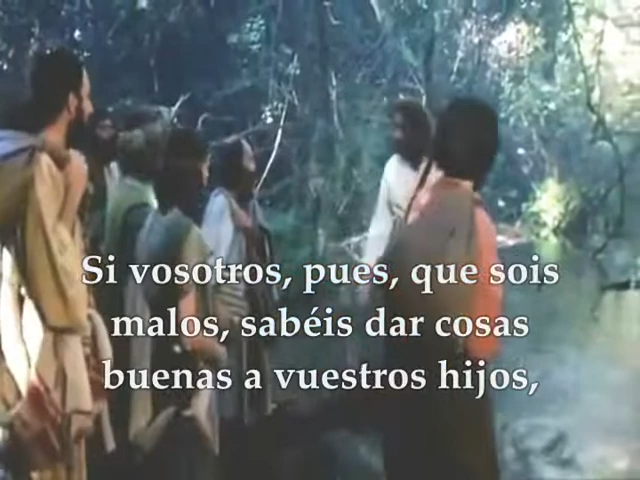 Si vosotros, pues, que sois
malos, sabéis dar cosas
buenas a vuestros hijos,